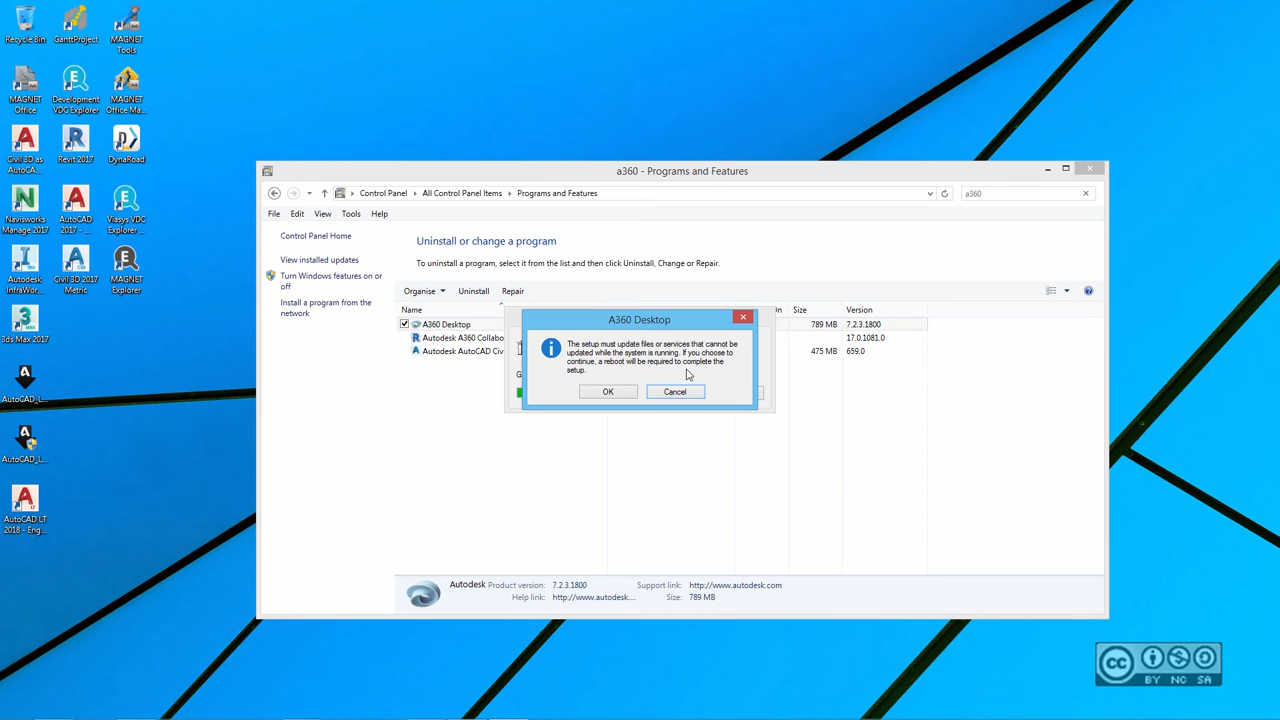 Recycle Bin
GanttProject
MAGNET
Tools
MAGNET
Office
Development
VDC Explorer
MAGNET
Office Ma...
Civil 3D as
AutoCA...
Revit 2017
DynaRoad
Navisworks
Manage 2017
AutoCAD
2017 - ...
Viasys VDC
Explorer ...
Autodesk
InfraWor...
Civil 3D 2017
Metric
MAGNET
Explorer
3ds Max 2017
AutoCAD_L...
AutoCAD_L...
AutoCAD LT
2018 - Eng...
a360 - Programs and Features
Control Panel
All Control Panel Items
Programs and Features
a360
File Edit View Tools Help
Control Panel Home
View installed updates
Turn Windows features on or
off
Install a program from the
network
Uninstall or change a program
To uninstall a program, select it from the list and then click Uninstall, Change or Repair.
Organise Uninstall Repair
Name On Size Version
A360 Desktop 789 MB 7.2.3.1800
Autodesk A360 Collabo 17.0.1081.0
Autodesk AutoCAD Civ 475 MB 659.0
A360 Desktop
The setup must update files or services that cannot be
updated while the system is running. If you choose to
continue, a reboot will be required to complete the
setup.
OK Cancel
Autodesk Product version: 7.2.3.1800 Support link: http://www.autodesk.com
Help link: http://www.autodesk.... Size: 789 MB
cc
BY NC SA